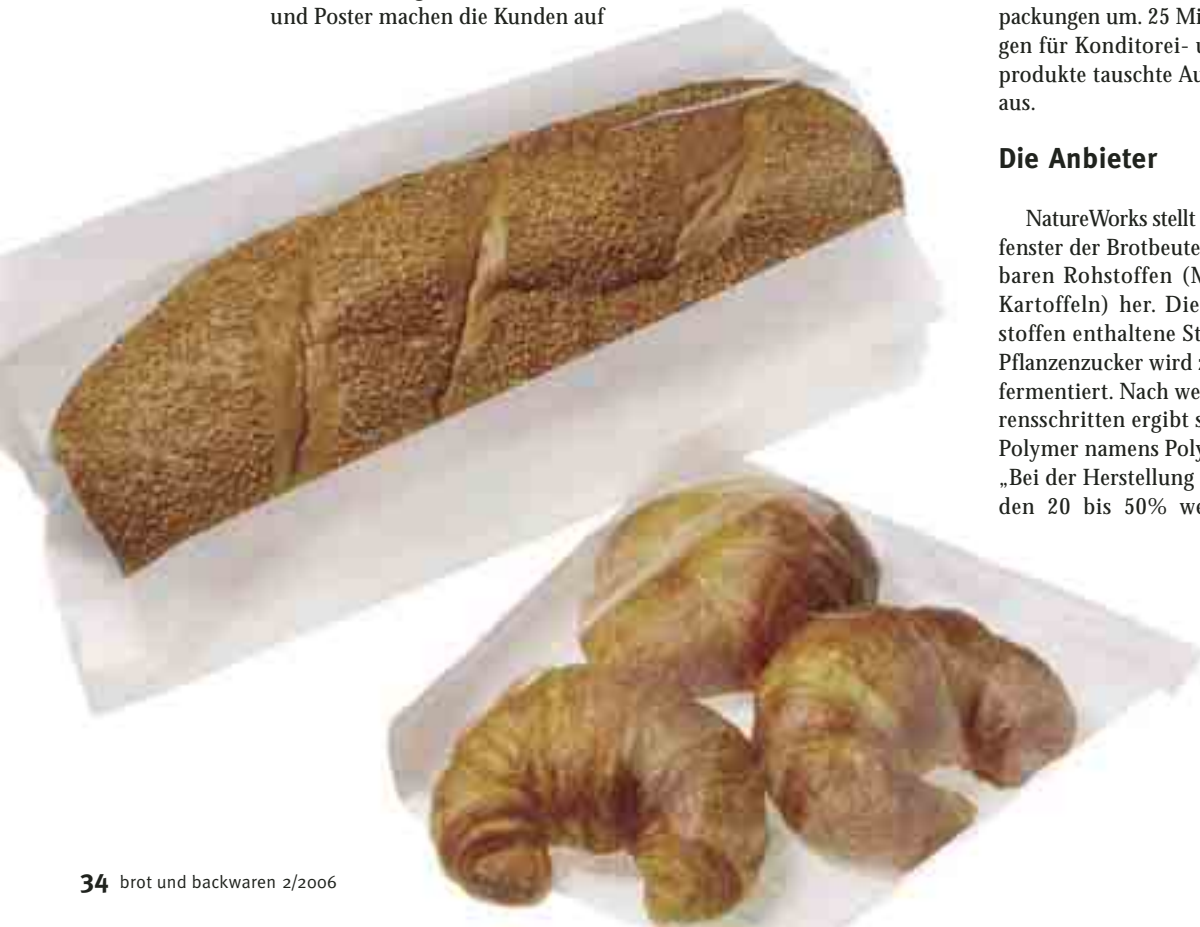 und Poster machen die Kunden auf
packungen um. 25 Mi
gen für Konditorei- u
produkte tauschte Au
aus.
Die Anbieter
NatureWorks stellt
fenster der Brotbeute
baren Rohstoffen (M
Kartoffeln) her. Die
stoffen enthaltene St
Pflanzenzucker wird z
fermentiert. Nach we
rensschritten ergibt s
Polymer namens Poly
„Bei der Herstellung
den 20 bis 50% we
34 brot und backwaren 2/2006